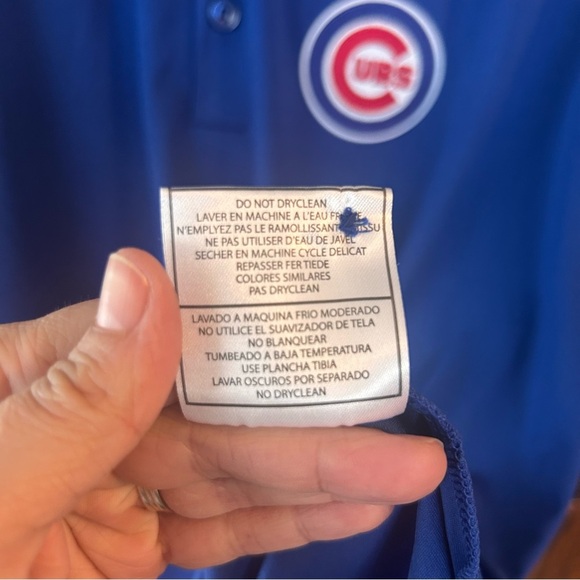 CUBS
DO NOT DRYCLEAN
LAVER EN MACHINE A L'EAU
N'EMPLYEZ PAS LE RAMOLLISSANT
NE PAS UTILISER D'EAU DE JAVEL
SECHER EN MACHINE CYCLE DELICAT
REPASSER FER TIEDE
COLORES SIMILARES
PAS DRYCLEAN
LAVADO A MAQUINA FRIO MODERADO
NO UTILICE EL SUAVIZADOR DE TELA
NO BLANQUEAR
TUMBEADO A BAJA TEMPERATURA
USE PLANCHA TIBIA
LAVAR OSCUROS POR SEPARADO
NO DRYCLEAN